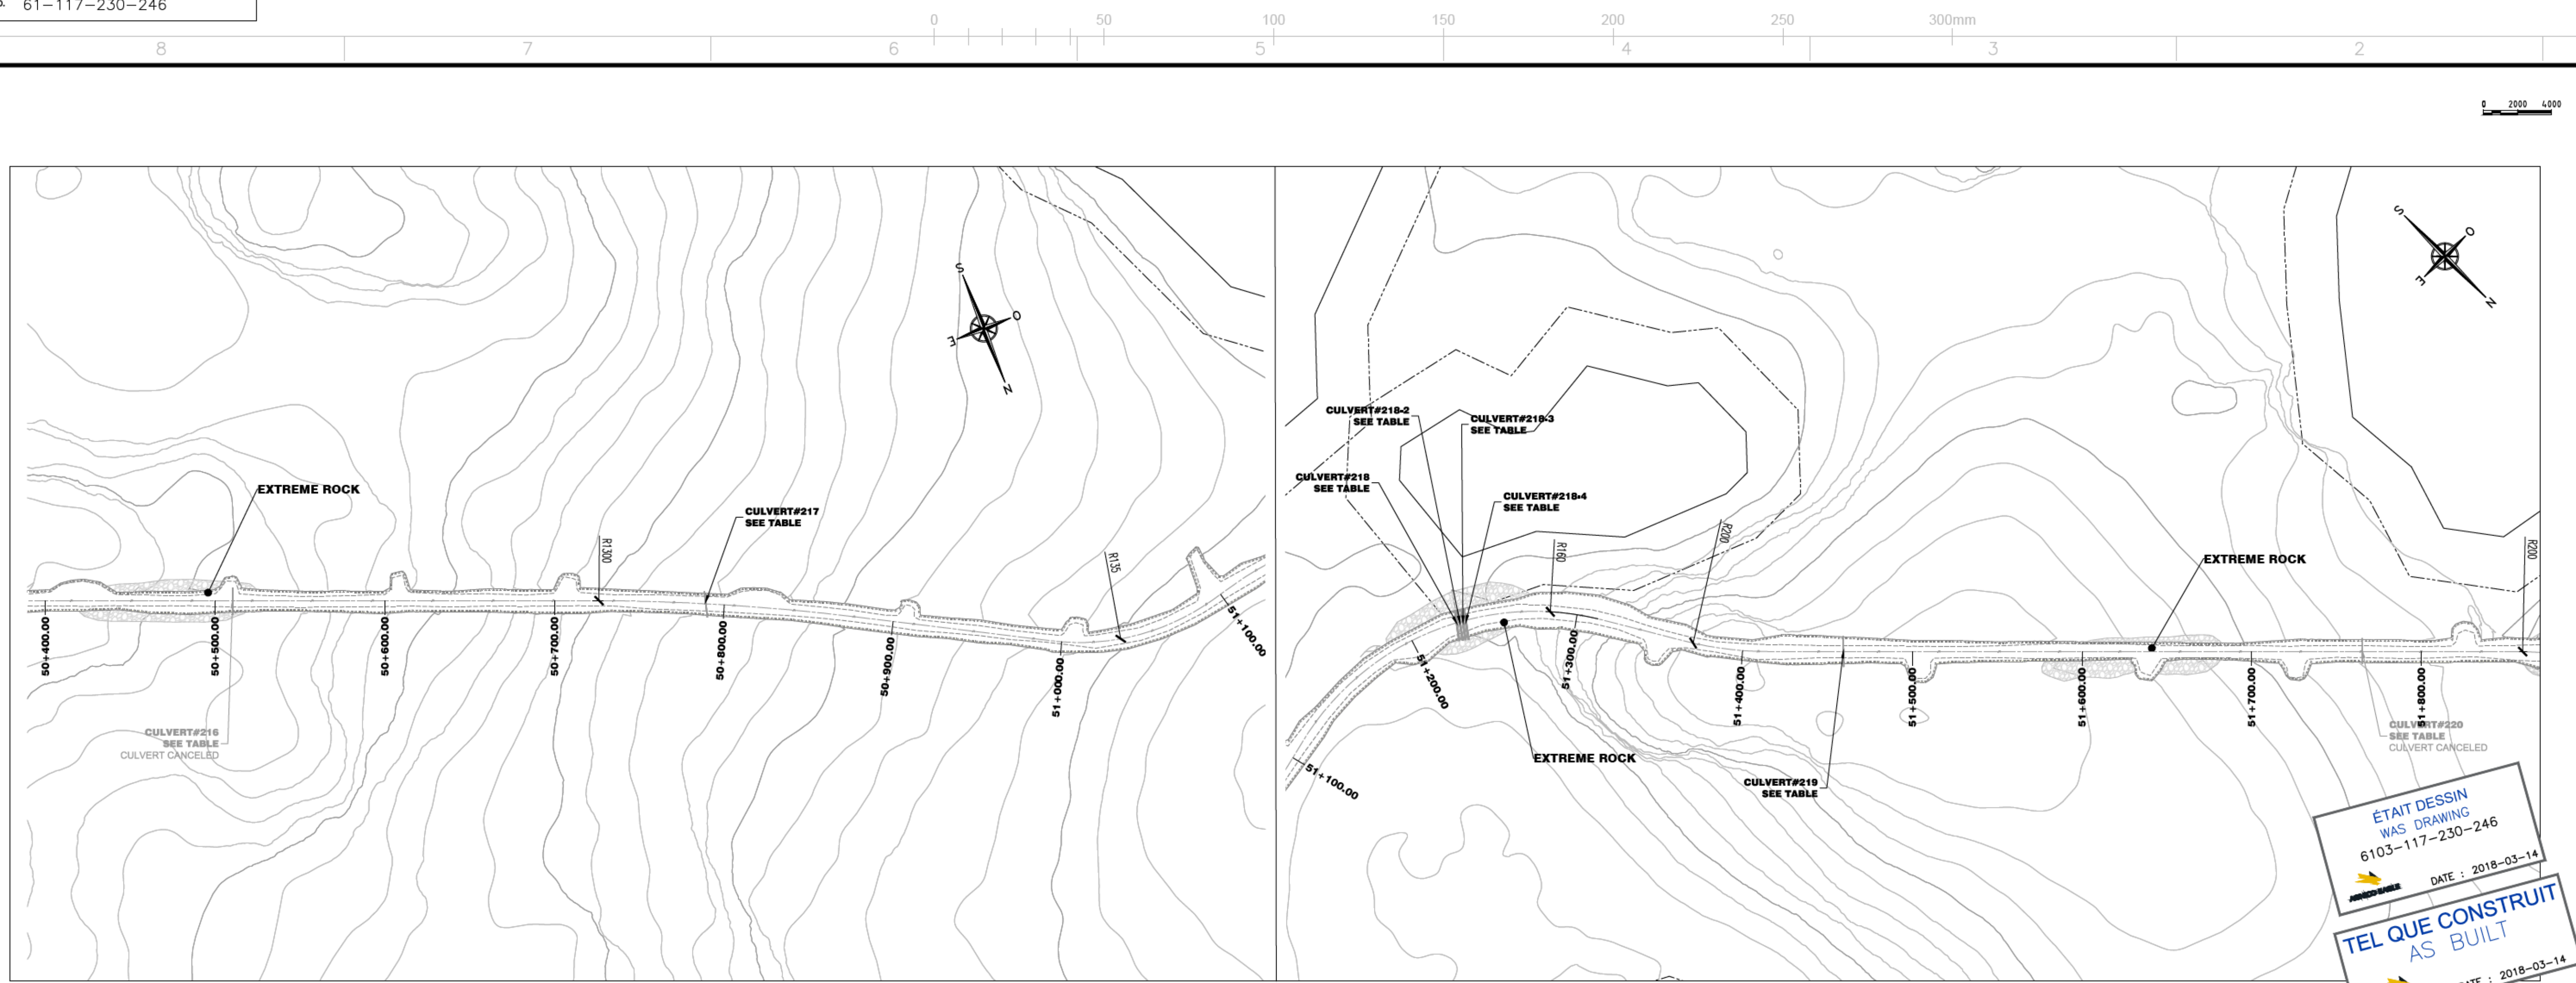 61-117-230-246
0 50 100 150 200 250 300mm
8 7 6 5 4 3 2
0 2000 4000
S
O
E
N
S
O
E
N
EXTREME ROCK
CULVERT#217
SEE TABLE
R1300
R135
50+400.00
50+500.00
50+600.00
50+700.00
50+800.00
50+900.00
51+000.00
51+100.00
CULVERT#216
SEE TABLE
CULVERT CANCELED
CULVERT#218-2
SEE TABLE
CULVERT#218-3
SEE TABLE
CULVERT#218
SEE TABLE
CULVERT#218-4
SEE TABLE
R160
R200
EXTREME ROCK
R200
51+100.00
51+200.00
51+300.00
51+400.00
51+500.00
51+600.00
51+700.00
51+800.00
EXTREME ROCK
CULVERT#219
SEE TABLE
CULVERT#220
SEE TABLE
CULVERT CANCELED
ÉTAIT DESSIN
WAS DRAWING
6103-117-230-246
DATE : 2018-03-14
TEL QUE CONSTRUIT
AS BUILT
DATE : 2018-03-14